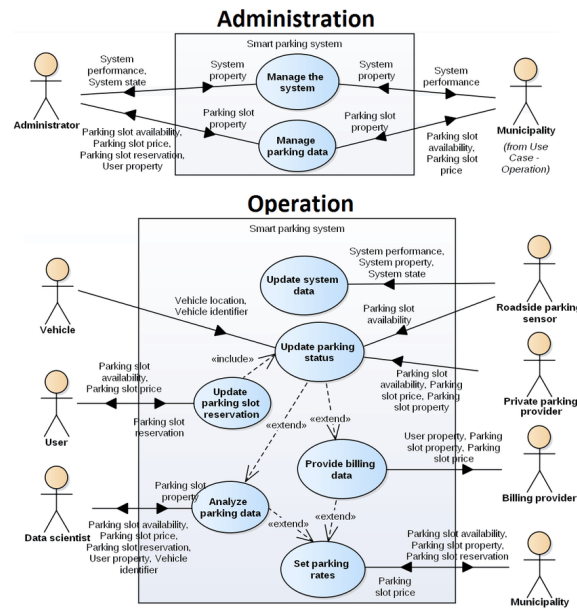 Administration
Smart parking system
System
performance,
System state
System
property
Manage the
system
System
property
System
performance
Administrator
Parking slot availability,
Parking slot price,
Parking slot reservation,
User property
Parking slot
property
Manage
parking data
Parking slot
property
Parking slot
availability,
Parking slot
price
Municipality
(from Use
Case -
Operation)
Operation
Smart parking system
Vehicle
Vehicle location,
Vehicle identifier
Update system
data
System performance,
System property,
System state
Parking slot
availability
Roadside parking
sensor
Update parking
status
«include»
Parking slot
availability,
Parking slot price
Update
parking slot
reservation
User
Parking slot
reservation
Parking slot
availability, Parking
slot price, Parking
slot property
Private parking
provider
«extend»
«extend»
Provide billing
data
User property, Parking
slot property, Parking
slot price
Billing provider
Parking slot
property
Analyze
parking data
Data scientist
Parking slot availability,
Parking slot price,
Parking slot reservation,
User property, Vehicle
identifier
«extend»
«extend»
Set parking
rates
Parking slot availability,
Parking slot property,
Parking slot reservation
Parking
slot price
Municipality